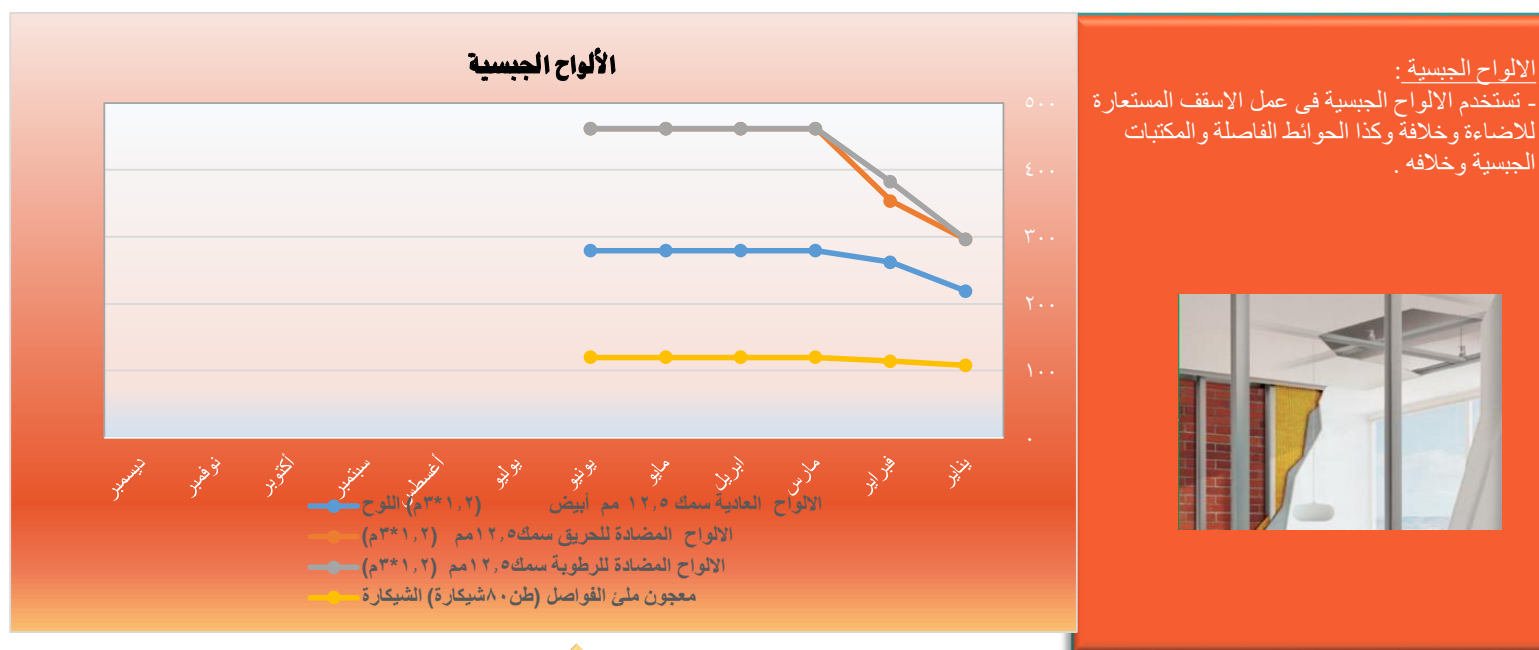 الالواح الجبسية :
- تستخدم الالواح الجبسية فى عمل الاسقف المستعارة
للاضاءة وخلافة وكذا الحوائط الفاصلة والمكتبات
الجبسية وخلافه .
الألواح الجبسية
٥٠٠
٤٠٠
٣٠٠
٢٠٠
١٠٠
٠
يناير
فبراير
مارس
ابريل
مايو
يونيو
يوليو
أغسطس
سبتمبر
أكتوبر
نوفمبر
ديسمبر
الالواح العادية سمك ١٢,٥ مم أبيض (١,٢*٣م) اللوح
الالواح المضادة للحريق سمك١٢,٥مم (١,٢*٣م)
الالواح المضادة للرطوبة سمك١٢,٥مم (١,٢*٣م)
معجون ملئ الفواصل (طن٨٠شيكارة) الشيكارة